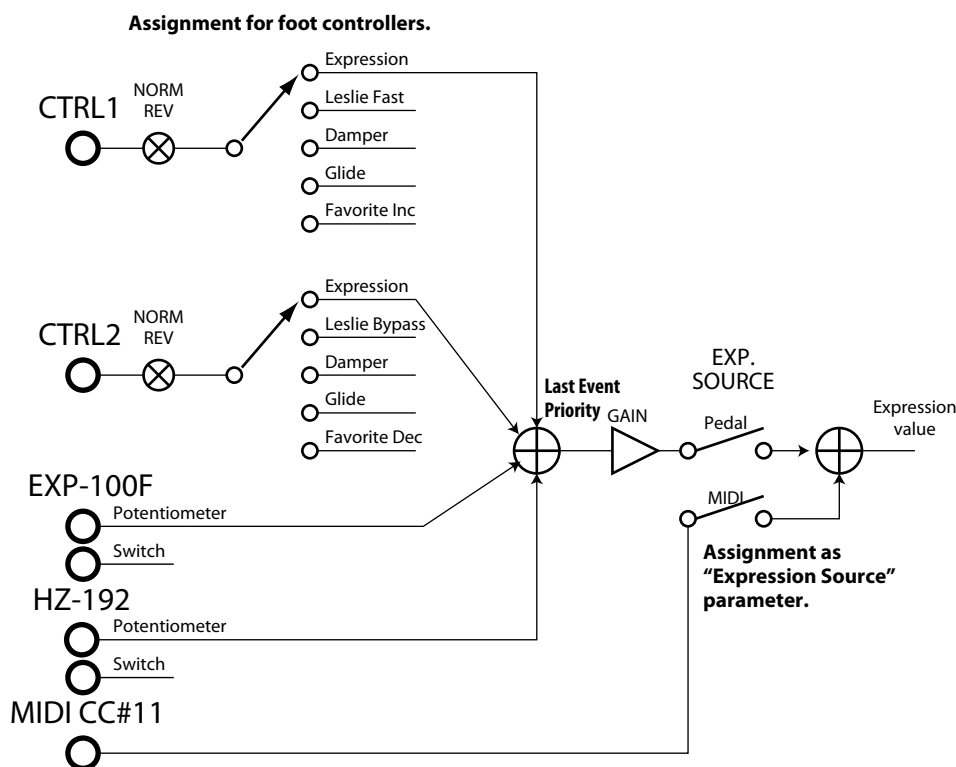 Assignment for foot controllers.
CTRL1
NORM
REV
Expression
Leslie Fast
Damper
Glide
Favorite Inc
CTRL2
NORM
REV
Expression
Leslie Bypass
Damper
Glide
Favorite Dec
EXP-100F
Potentiometer
Switch
HZ-192
Potentiometer
Switch
MIDI CC#11
Last Event
Priority
GAIN
EXP.
SOURCE
Pedal
MIDI
Expression
value
Assignment as
“Expression Source”
parameter.